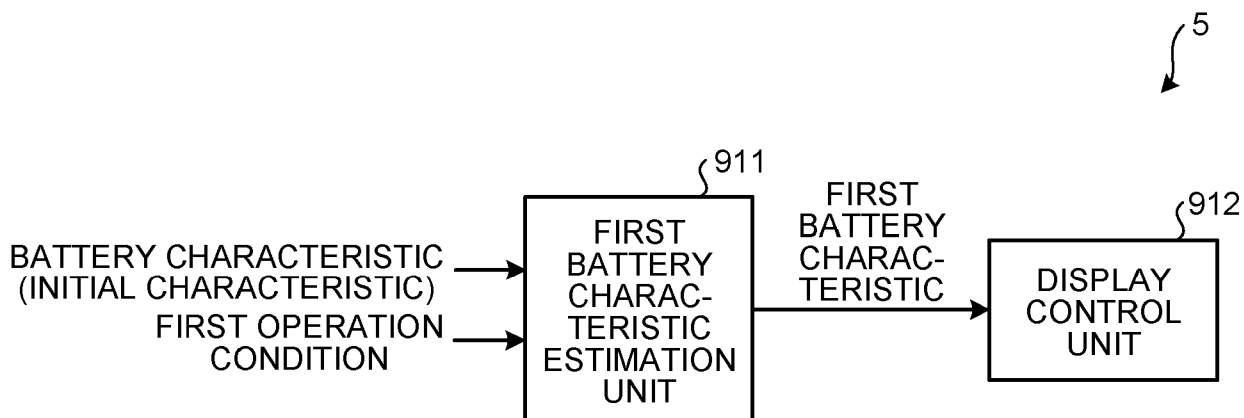 5
911
FIRST
BATTERY
CHARAC-
TERISTIC
912
BATTERY CHARACTERISTIC
(INITIAL CHARACTERISTIC)
FIRST OPERATION
CONDITION
FIRST
BATTERY
CHARAC-
TERISTIC
ESTIMATION
UNIT
DISPLAY
CONTROL
UNIT